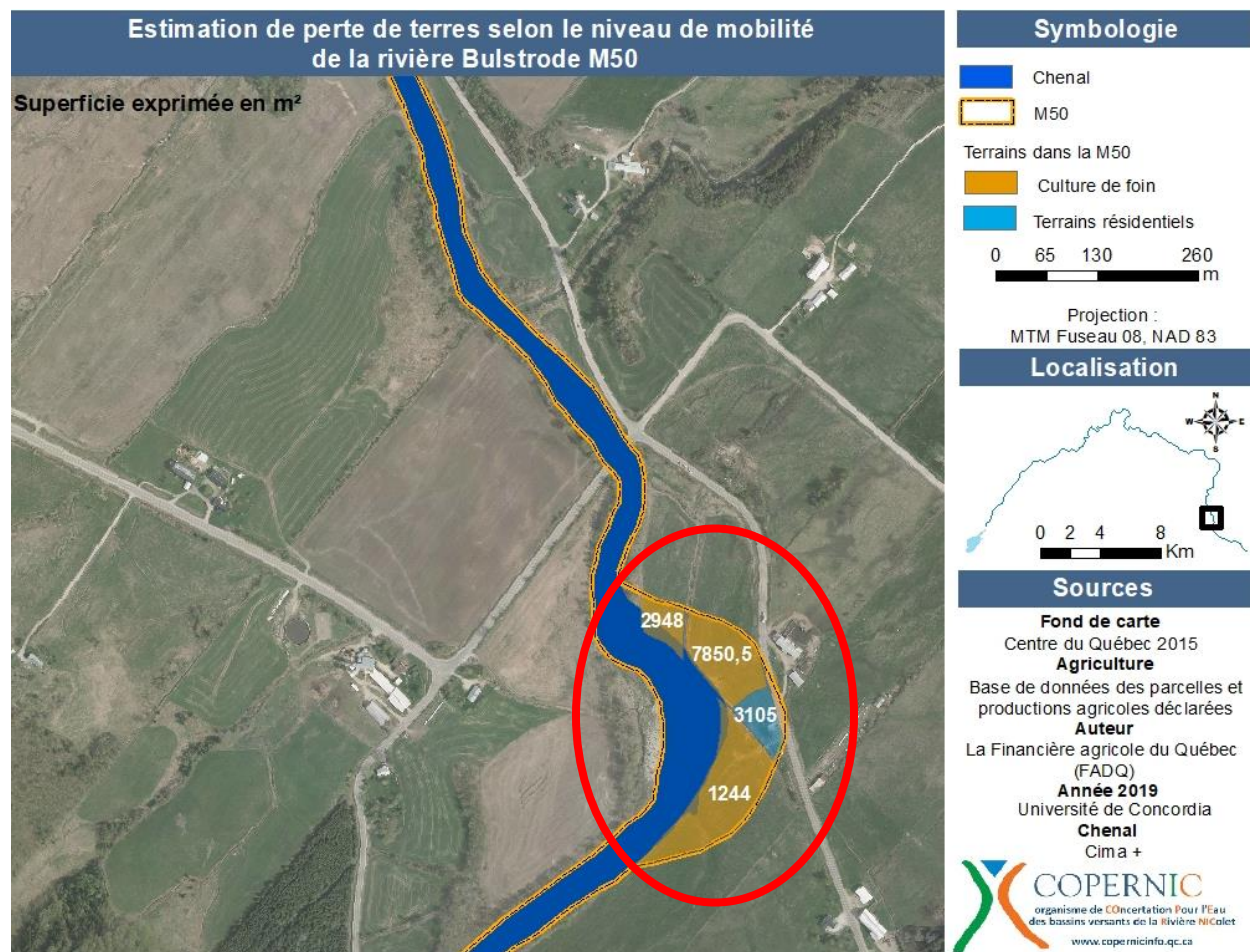 Estimation de perte de terres selon le niveau de mobilité
de la rivière Bulstrode M50
Superficie exprimée en m²
2948
7850,5
3105
1244
Symbologie
Chenal
M50
Terrains dans la M50
Culture de foin
Terrains résidentiels
0 65 130 260
m
Projection :
MTM Fuseau 08, NAD 83
Localisation
N
W E
S
0 2 4 8
Km
Sources
Fond de carte
Centre du Québec 2015
Agriculture
Base de données des parcelles et
productions agricoles déclarées
Auteur
La Financière agricole du Québec
(FADQ)
Année 2019
Université de Concordia
Chenal
Cima +
COPERNIC
organisme de COncertation Pour l'Eau
des bassins versants de la Rivière NIColet
www.copernicinfo.qc.ca